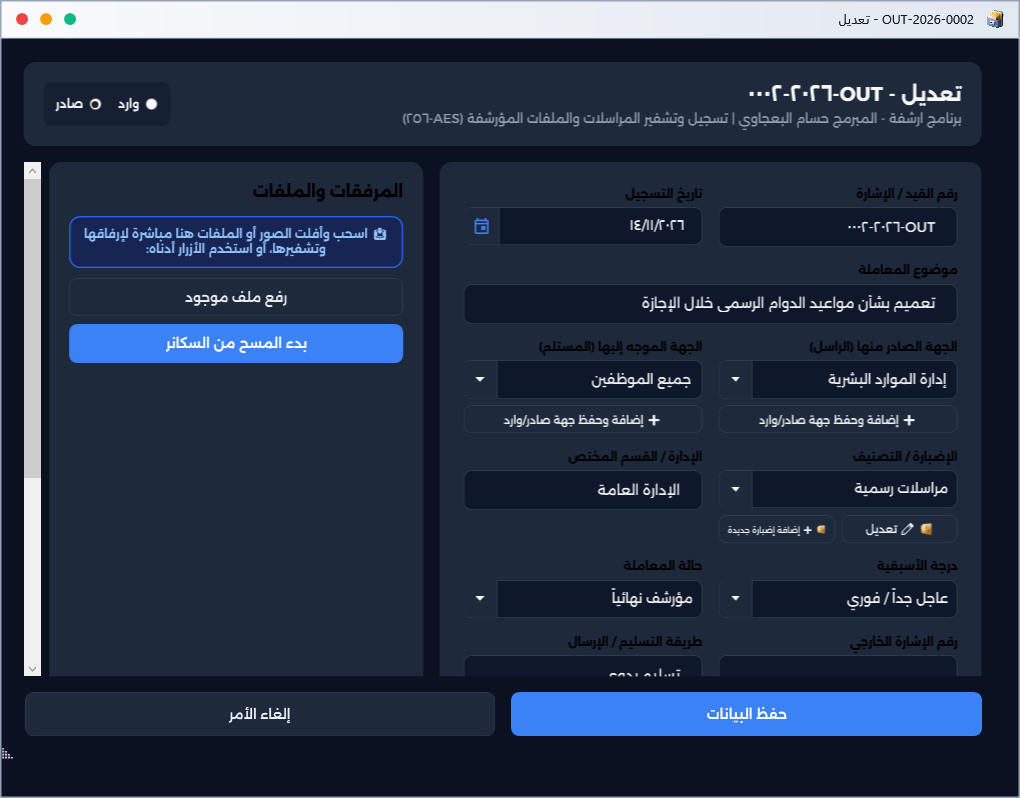 OUT-2026-0002 - تعديل
تعديل - OUT-٢٠٢٦-٠٠٠٢
برنامج ارشفة - المبرمج حسام البعجاوي | تسجيل وتشفير المراسلات والملفات المؤرشفة (AES-٢٥٦)
وارد
صادر
رقم القيد / الإشارة
تاريخ التسجيل
OUT-٢٠٢٦-٠٠٠٢
١٤/١١/٢٠٢٦
موضوع المعاملة
تعميم بشأن مواعيد الدوام الرسمي خلال الإجازة
الجهة الصادر منها (الراسل)
الجهة الموجه إليها (المستلم)
إدارة الموارد البشرية
جميع الموظفين
+ إضافة وحفظ جهة صادر/وارد
+ إضافة وحفظ جهة صادر/وارد
الإضبارة / التصنيف
الإدارة / القسم المختص
مراسلات رسمية
الإدارة العامة
تعديل
+ إضافة إضبارة جديدة
درجة الأسبقية
حالة المعاملة
عاجل جداً / فوري
مؤرشف نهائياً
رقم الإشارة الخارجي
طريقة التسليم / الإرسال
تسليم يدوي
المرفقات والملفات
اسحب وأفلت الصور أو الملفات هنا مباشرة لإرفاقها
وتشفيرها، أو استخدم الأزرار أدناه:
رفع ملف موجود
بدء المسح من السكانر
حفظ البيانات
إلغاء الأمر